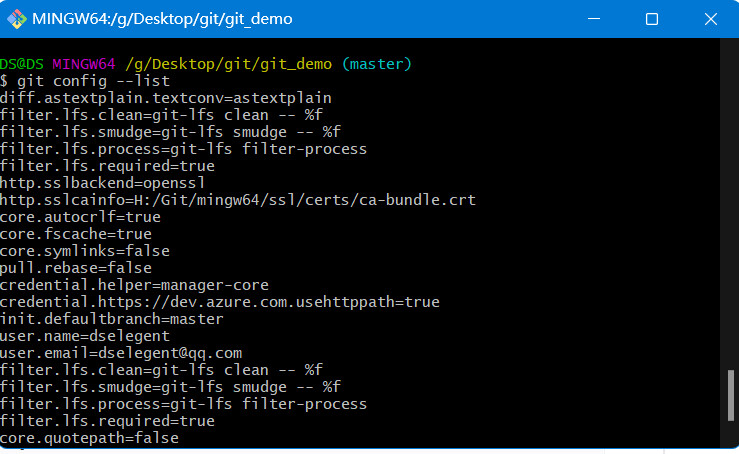 MINGW64:/g/Desktop/git/git_demo
DS@DS MINGW64 /g/Desktop/git/git_demo (master)
$ git config --list
diff.astextplain.textconv=astextplain
filter.lfs.clean=git-lfs clean -- %f
filter.lfs.smudge=git-lfs smudge -- %f
filter.lfs.process=git-lfs filter-process
filter.lfs.required=true
http.sslbackend=openssl
http.sslcainfo=H:/Git/mingw64/ssl/certs/ca-bundle.crt
core.autocrlf=true
core.fscache=true
core.symlinks=false
pull.rebase=false
credential.helper=manager-core
credential.https://dev.azure.com.usehttppath=true
init.defaultbranch=master
user.name=dselegent
user.email=dselegent@qq.com
filter.lfs.clean=git-lfs clean -- %f
filter.lfs.smudge=git-lfs smudge -- %f
filter.lfs.process=git-lfs filter-process
filter.lfs.required=true
core.quotepath=false